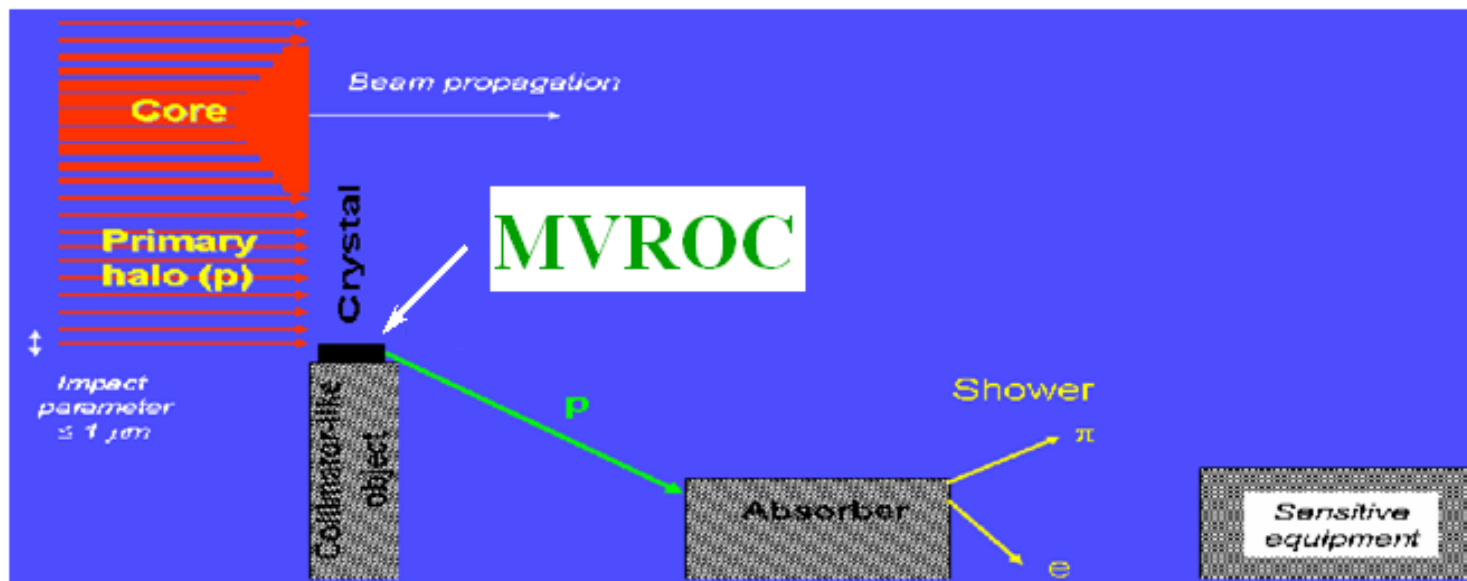 Beam propagation
Core
Crystal
MVROC
Primary
halo (p)
Impact
parameter
≤ 1 μm
Collimator-like
object
p
Shower
π
Absorber
e
Sensitive
equipment